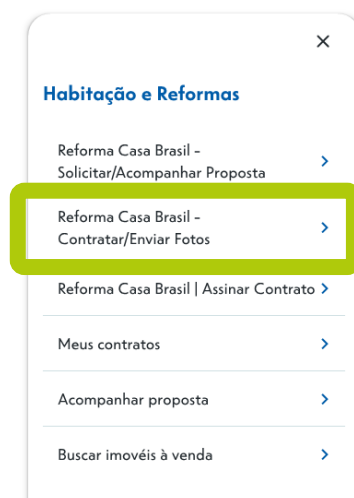 Habitação e Reformas
Reforma Casa Brasil -
Solicitar/Acompanhar Proposta
Reforma Casa Brasil -
Contratar/Enviar Fotos
Reforma Casa Brasil | Assinar Contrato
Meus contratos
Acompanhar proposta
Buscar imovéis à venda